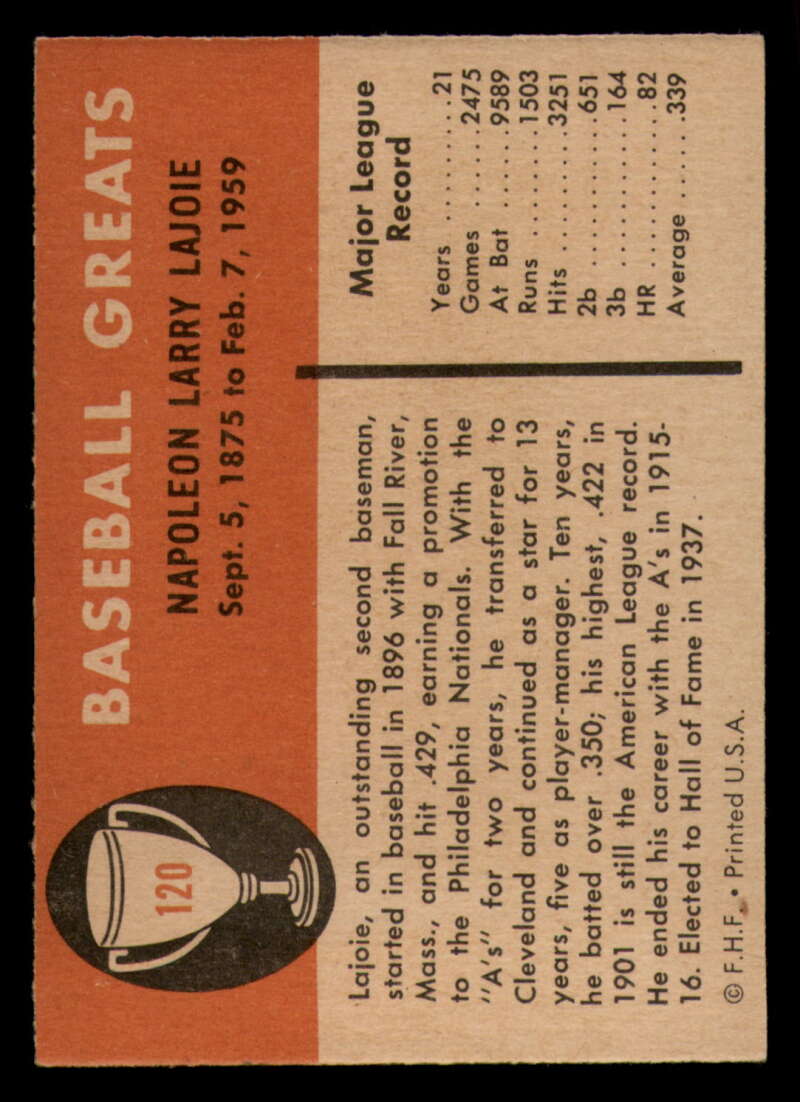 120
BASEBALL GREATS
NAPOLEON LARRY LAJOIE
Sept. 5, 1875 to Feb. 7, 1959
Lajoie, an outstanding second baseman,
started in baseball in 1896 with Fall River,
Mass., and hit .429, earning a promotion
to the Philadelphia Nationals. With the
"A's" for two years, he transferred to
Cleveland and continued as a star for 13
years, five as player-manager. Ten years,
he batted over .350; his highest, .422 in
1901 is still the American League record.
He ended his career with the A's in 1915-
16. Elected to Hall of Fame in 1937.
© F.H.F. • Printed U.S.A.
Major League
Record
Years ..........21
Games .......2475
At Bat .......9589
Runs .........1503
Hits ..........3251
2b ............651
3b ............164
HR .............82
Average ......339